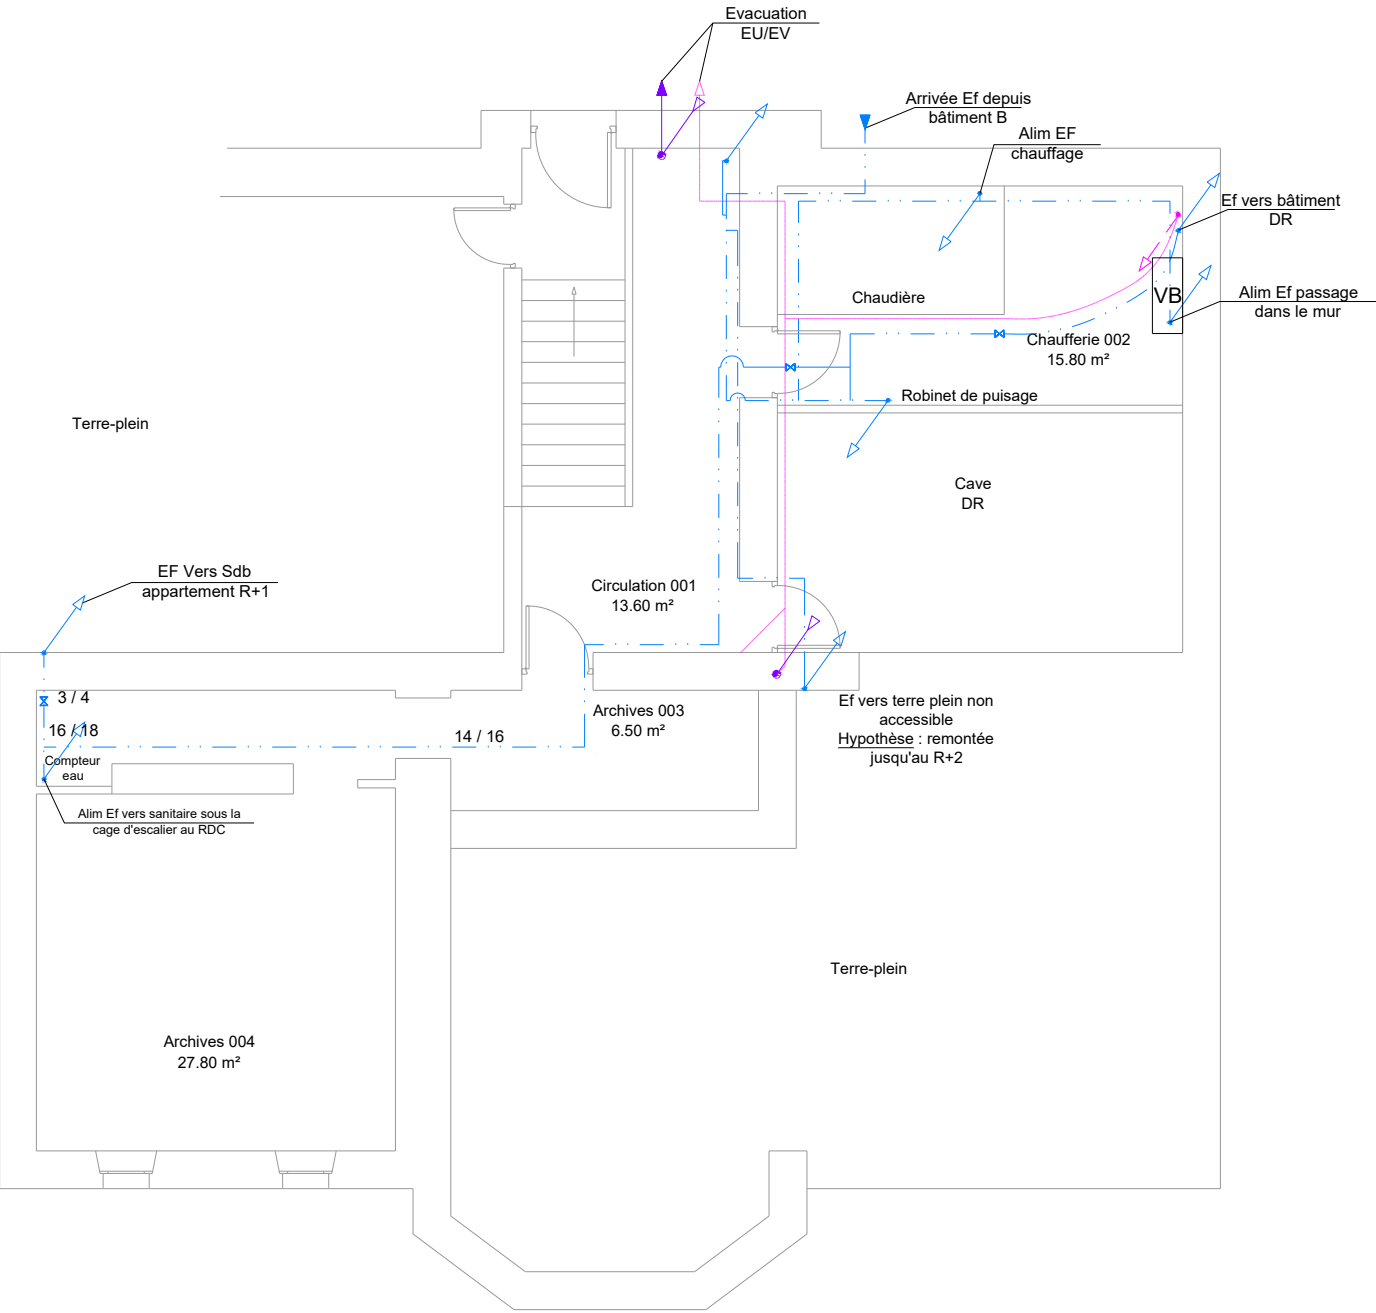 Evacuation
EU/EV
Arrivée Ef depuis
bâtiment B
Alim EF
chauffage
Ef vers bâtiment
DR
Chaudière
VB
Alim Ef passage
dans le mur
Chaufferie 002
15.80 m²
Robinet de puisage
Terre-plein
Cave
DR
EF Vers Sdb
appartement R+1
Circulation 001
13.60 m²
3 / 4
16 / 18
14 / 16
Archives 003
6.50 m²
Ef vers terre plein non
accessible
Hypothèse : remontée
jusqu'au R+2
Compteur
eau
Alim Ef vers sanitaire sous la
cage d'escalier au RDC
Terre-plein
Archives 004
27.80 m²